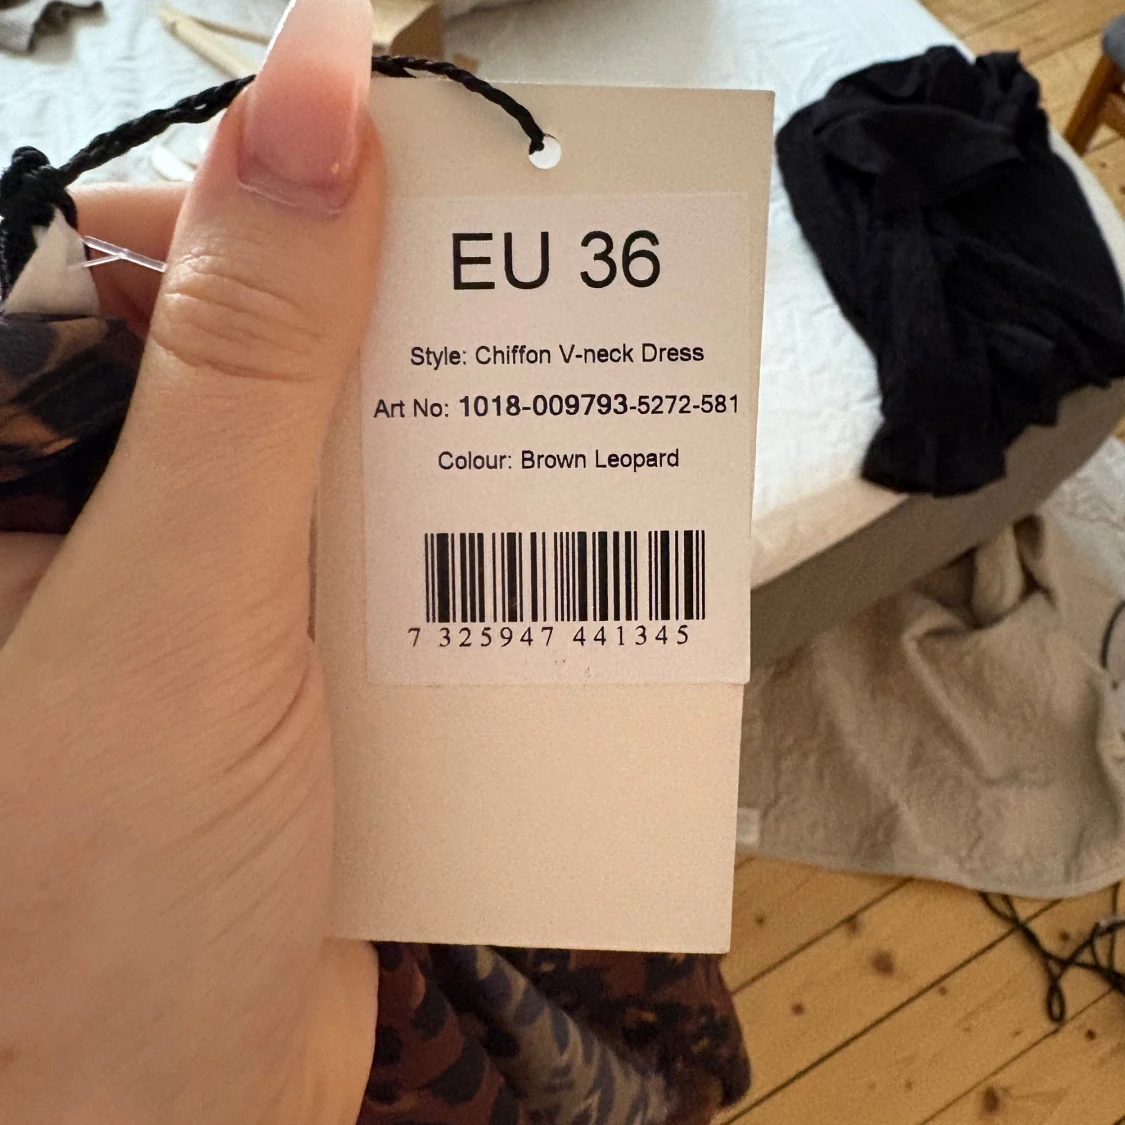 EU 36
Style: Chiffon V-neck Dress
Art No: 1018-009793-5272-581
Colour: Brown Leopard
7 325947 441345